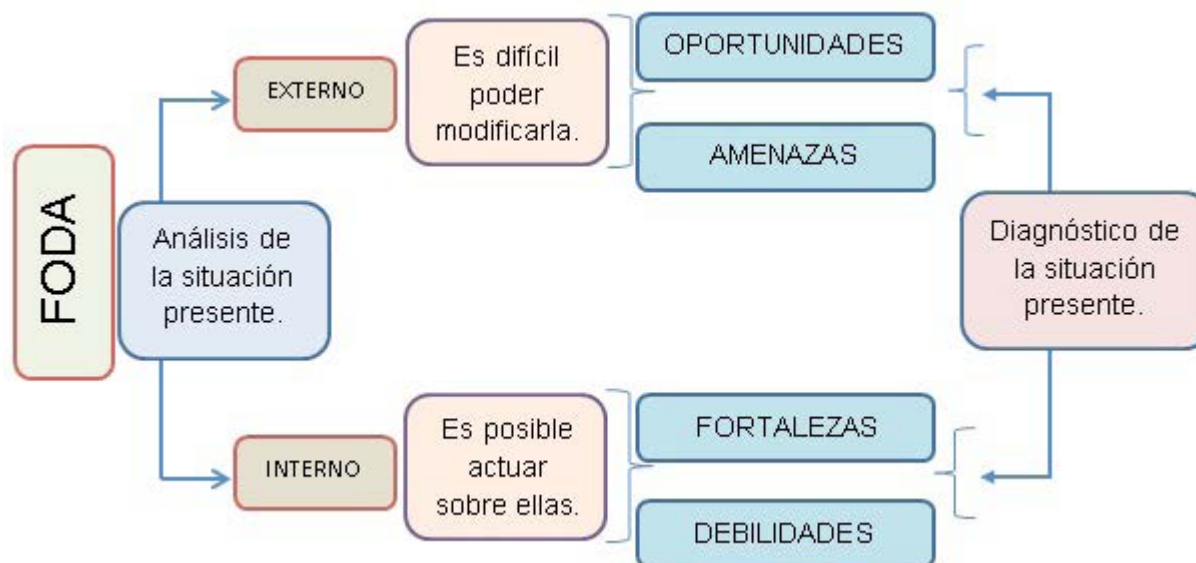 FODA
Análisis de
la situación
presente.
EXTERNO
Es difícil
poder
modificarla.
OPORTUNIDADES
AMENAZAS
INTERNO
Es posible
actuar
sobre ellas.
FORTALEZAS
DEBILIDADES
Diagnóstico de
la situación
presente.